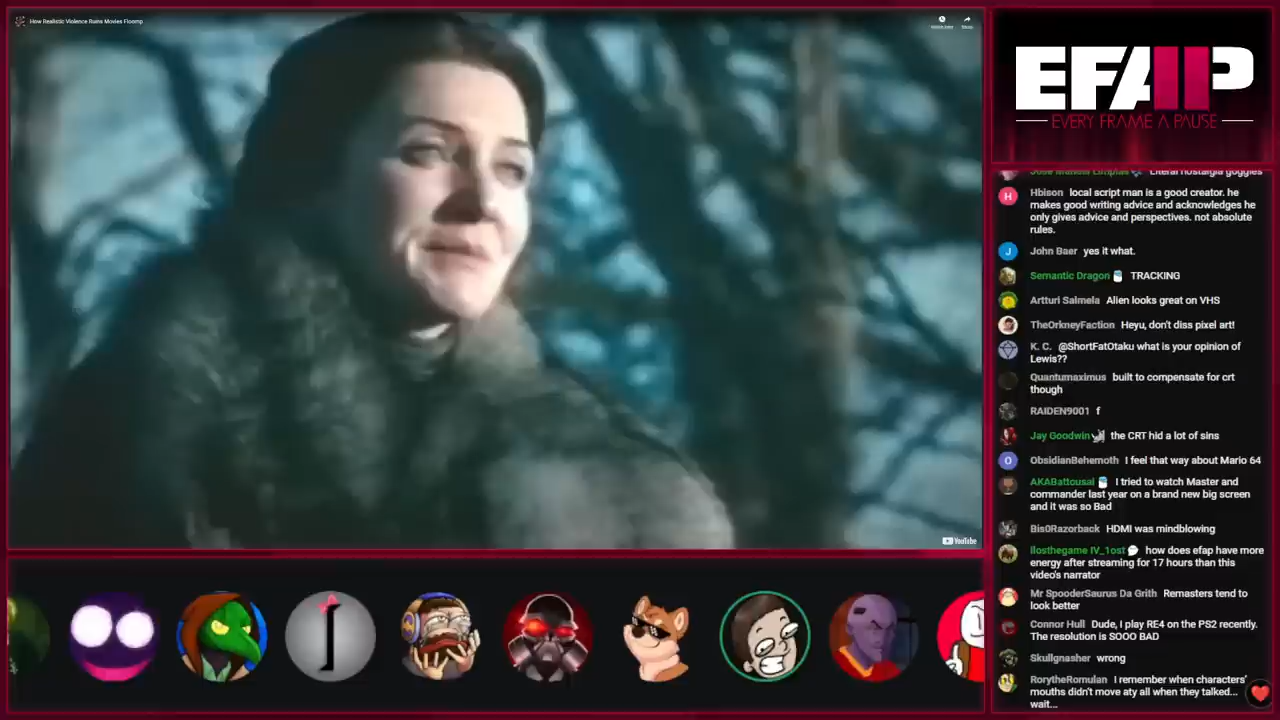 How Realistic Violence Ruins Movies Floomp
YouTube
EFAP
EVERY FRAME A PAUSE
Literal nostalgia goggles
Hbison local script man is a good creator. he
makes good writing advice and acknowledges he
only gives advice and perspectives. not absolute
rules.
John Baer yes it what.
Semantic Dragon TRACKING
Artturi Salmela Alien looks great on VHS
TheOrkneyFaction Heyu, don't diss pixel art!
K. C. @ShortFatOtaku what is your opinion of
Lewis??
Quantumaximus built to compensate for crt
though
RAIDEN9001 f
Jay Goodwin the CRT hid a lot of sins
ObsidianBehemoth I feel that way about Mario 64
AKABattousai I tried to watch Master and
commander last year on a brand new big screen
and it was so Bad
Bis0Razorback HDMI was mindblowing
Ilosthegame IV_1ost how does efap have more
energy after streaming for 17 hours than this
video's narrator
Mr SpooderSaurus Da Grith Remasters tend to
look better
Connor Hull Dude, I play RE4 on the PS2 recently.
The resolution is SOOO BAD
Skullgnasher wrong
RorytheRomulan I remember when characters'
mouths didn't move aty all when they talked...
wait...